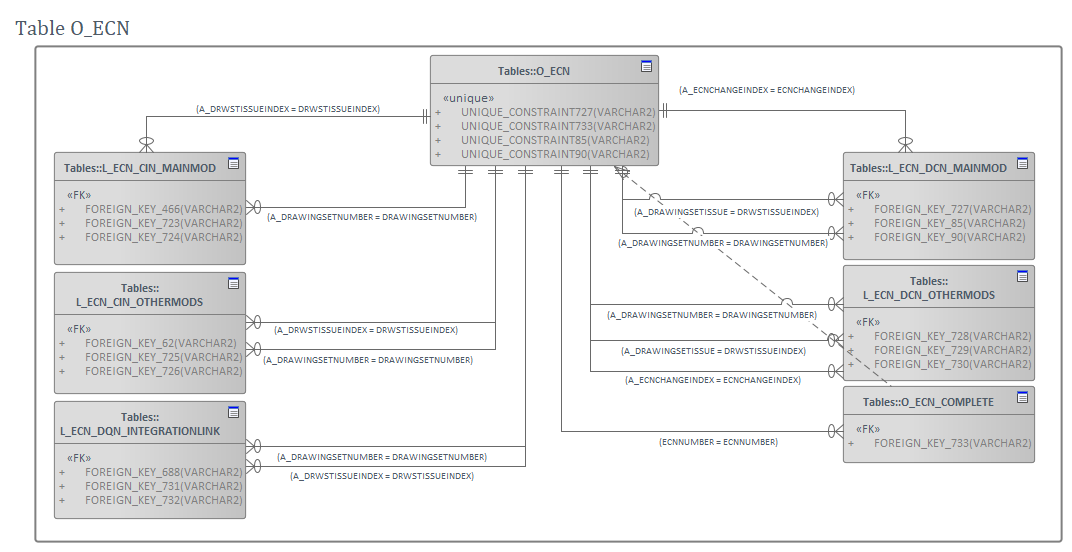 Table O_ECN
Tables::O_ECN
«unique»
+ UNIQUE_CONSTRAINT727(VARCHAR2)
+ UNIQUE_CONSTRAINT733(VARCHAR2)
+ UNIQUE_CONSTRAINT85(VARCHAR2)
+ UNIQUE_CONSTRAINT90(VARCHAR2)
(A_DRWSTISSUEINDEX = DRWSTISSUEINDEX)
(A_ECNCHANGEINDEX = ECNCHANGEINDEX)
Tables::L_ECN_CIN_MAINMOD
«FK»
+ FOREIGN_KEY_466(VARCHAR2)
+ FOREIGN_KEY_723(VARCHAR2)
+ FOREIGN_KEY_724(VARCHAR2)
(A_DRAWINGSETNUMBER = DRAWINGSETNUMBER)
Tables::
L_ECN_CIN_OTHERMODS
«FK»
+ FOREIGN_KEY_62(VARCHAR2)
+ FOREIGN_KEY_725(VARCHAR2)
+ FOREIGN_KEY_726(VARCHAR2)
(A_DRWSTISSUEINDEX = DRWSTISSUEINDEX)
(A_DRAWINGSETNUMBER = DRAWINGSETNUMBER)
Tables::
L_ECN_DQN_INTEGRATIONLINK
«FK»
+ FOREIGN_KEY_688(VARCHAR2)
+ FOREIGN_KEY_731(VARCHAR2)
+ FOREIGN_KEY_732(VARCHAR2)
(A_DRAWINGSETNUMBER = DRAWINGSETNUMBER)
(A_DRWSTISSUEINDEX = DRWSTISSUEINDEX)
Tables::L_ECN_DCN_MAINMOD
«FK»
+ FOREIGN_KEY_727(VARCHAR2)
+ FOREIGN_KEY_85(VARCHAR2)
+ FOREIGN_KEY_90(VARCHAR2)
(A_DRAWINGSETISSUE = DRWSTISSUEINDEX)
(A_DRAWINGSETNUMBER = DRAWINGSETNUMBER)
Tables::
L_ECN_DCN_OTHERMODS
«FK»
+ FOREIGN_KEY_728(VARCHAR2)
+ FOREIGN_KEY_729(VARCHAR2)
+ FOREIGN_KEY_730(VARCHAR2)
(A_DRAWINGSETNUMBER = DRAWINGSETNUMBER)
(A_DRAWINGSETISSUE = DRWSTISSUEINDEX)
(A_ECNCHANGEINDEX = ECNCHANGEINDEX)
Tables::O_ECN_COMPLETE
«FK»
+ FOREIGN_KEY_733(VARCHAR2)
(ECNNUMBER = ECNNUMBER)